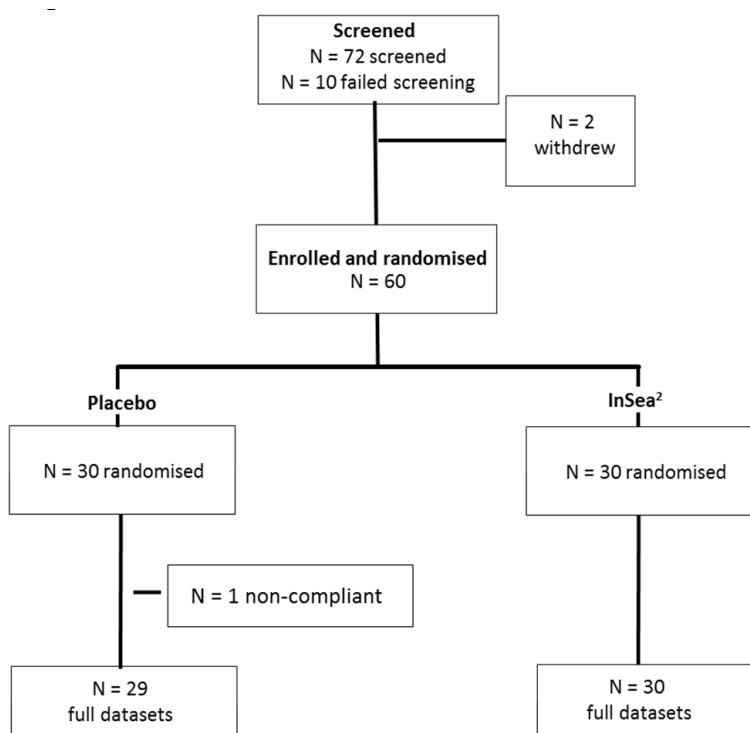 Screened
N = 72 screened
N = 10 failed screening
N = 2
withdrew
Enrolled and randomised
N = 60
Placebo
InSea²
N = 30 randomised
N = 30 randomised
N = 1 non-compliant
N = 29
full datasets
N = 30
full datasets